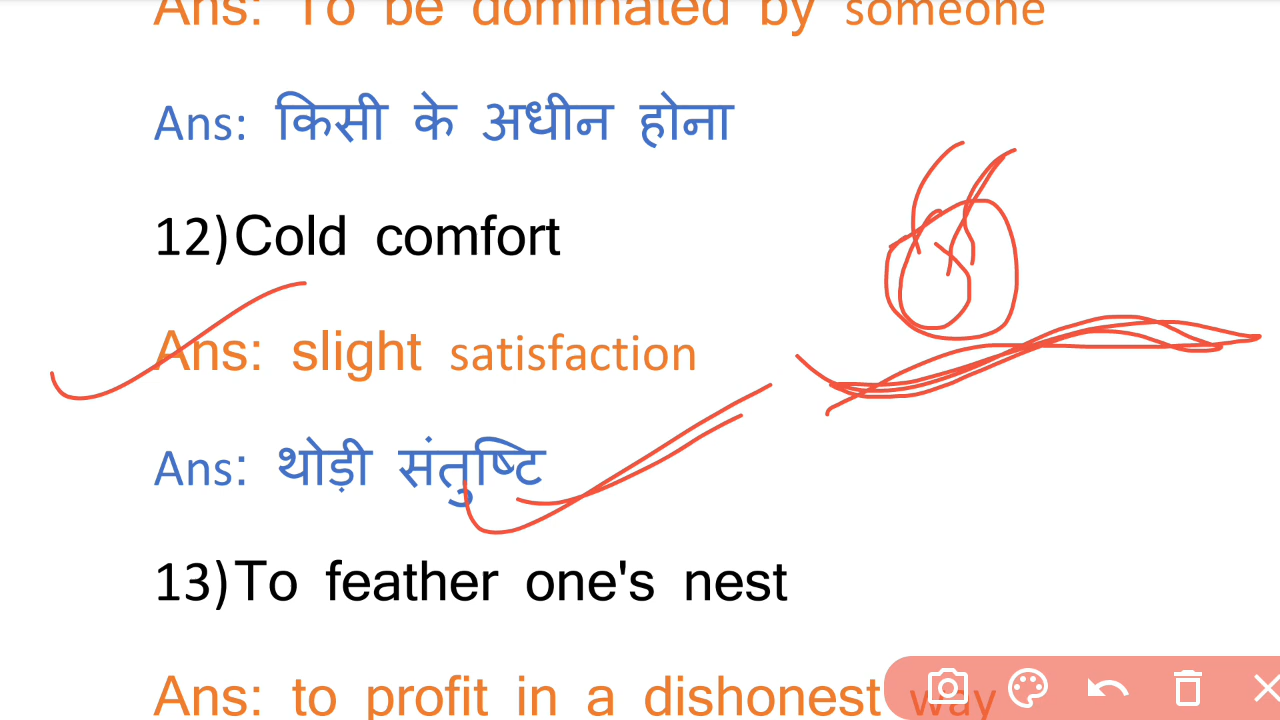 Ans: To be dominated by someone
Ans: किसी के अधीन होना
12)Cold comfort
Ans: slight satisfaction
Ans: थोड़ी संतुष्टि
13)To feather one's nest
Ans: to profit in a dishonest way